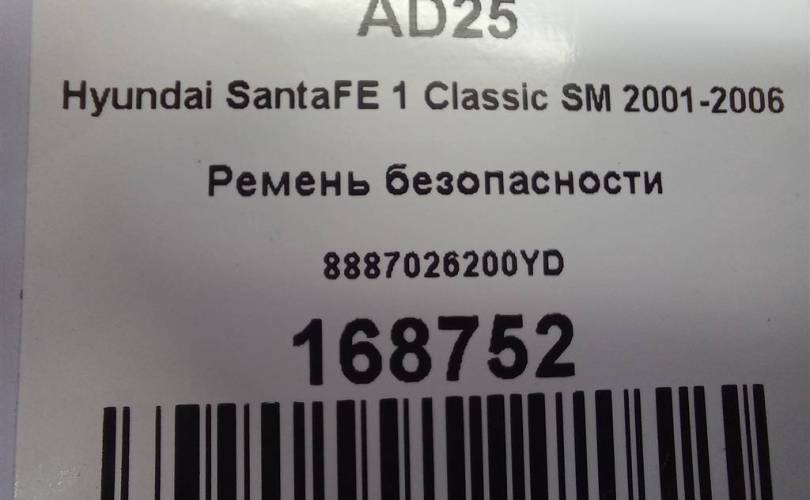 AD25
Hyundai SantaFE 1 Classic SM 2001-2006
Ремень безопасности
8887026200YD
168752